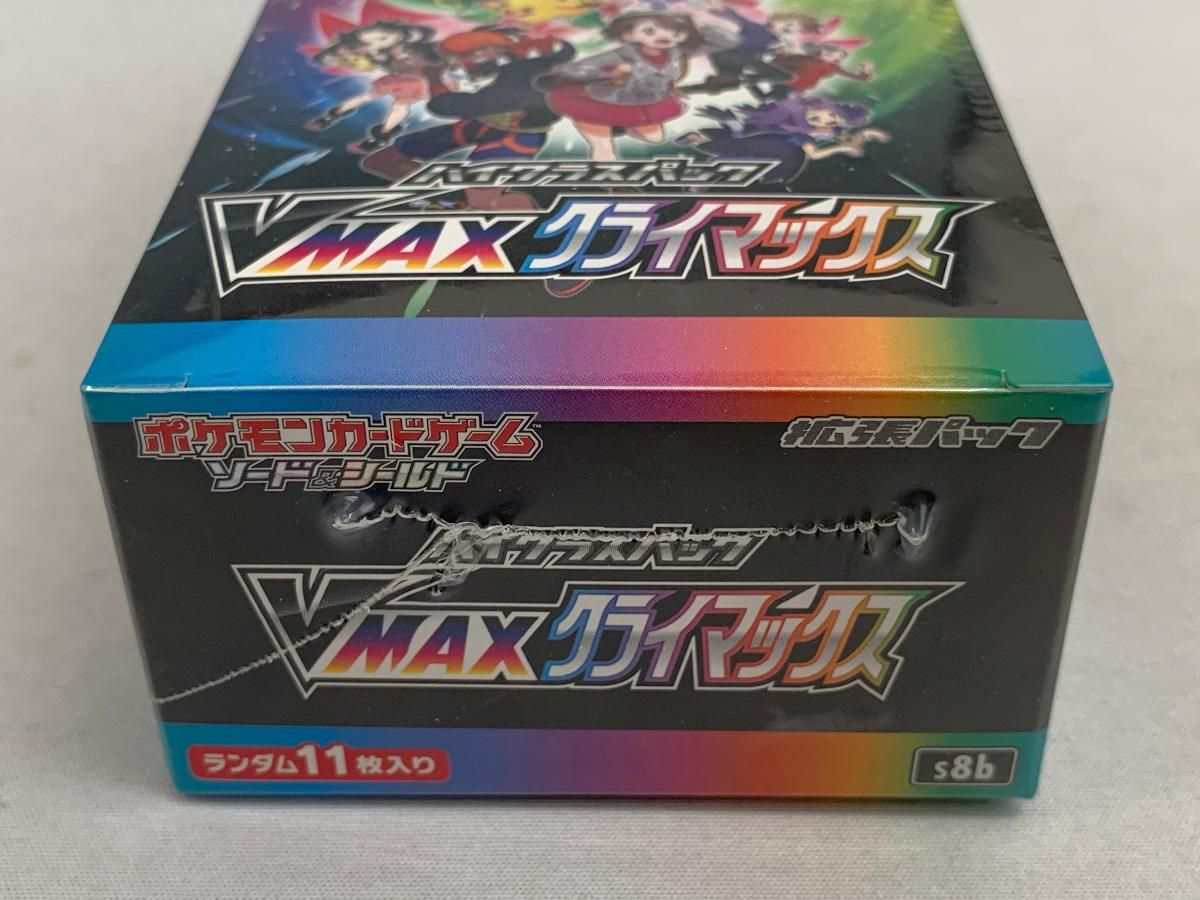 ハイクラスパック
VMAXクライマックス
ポケモンカードゲーム™
ソード&シールド
拡張パック
ハイクラスパック
VMAXクライマックス
ランダム11枚入り
s8b